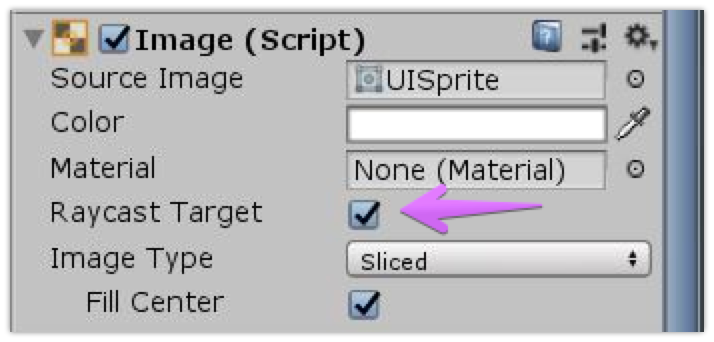 Image (Script)
Source Image UISprite
Color
Material None (Material)
Raycast Target
Image Type Sliced
Fill Center